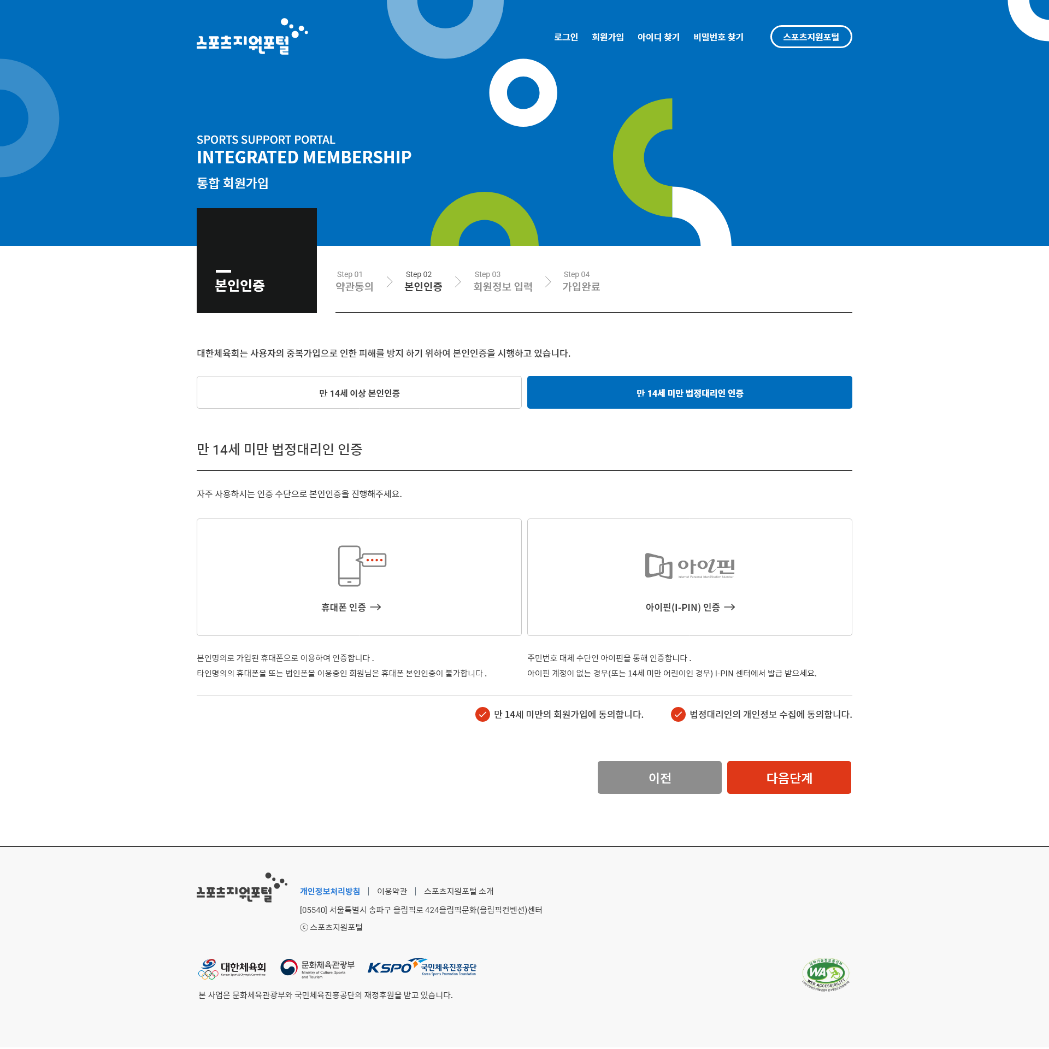 스포츠지원포털
로그인 회원가입 아이디 찾기 비밀번호 찾기 스포츠지원포털
SPORTS SUPPORT PORTAL
INTEGRATED MEMBERSHIP
통합 회원가입
본인인증
Step 01 Step 02 Step 03 Step 04
약관동의 본인인증 회원정보 입력 가입완료
대한체육회는 사용자의 중복가입으로 인한 피해를 방지 하기 위하여 본인인증을 시행하고 있습니다.
만 14세 이상 본인인증 만 14세 미만 법정대리인 인증
만 14세 미만 법정대리인 인증
자주 사용하시는 인증 수단으로 본인인증을 진행해주세요.
아이핀
휴대폰 인증 아이핀(I-PIN) 인증
본인명의로 가입된 휴대폰으로 이용하여 인증합니다 .
타인명의의 휴대폰을 또는 법인폰을 이용중인 회원님은 휴대폰 본인인증이 불가합니다 .
주민번호 대체 수단인 아이핀을 통해 인증합니다 .
아이핀 계정이 없는 경우(또는 14세 미만 어린이인 경우) I-PIN 센터에서 발급 받으세요.
만 14세 미만의 회원가입에 동의합니다. 법정대리인의 개인정보 수집에 동의합니다.
이전 다음단계
스포츠지원포털
개인정보처리방침 | 이용약관 | 스포츠지원포털 소개
[05540] 서울특별시 송파구 올림픽로 424올림픽문화(올림픽컨벤션)센터
ⓒ 스포츠지원포털
대한체육회 문화체육관광부 KSPO 국민체육진흥공단
Ministry of Culture, Sports
and Tourism
WA
WEB ACCESSIBILITY
본 사업은 문화체육관광부와 국민체육진흥공단의 재정후원을 받고 있습니다.